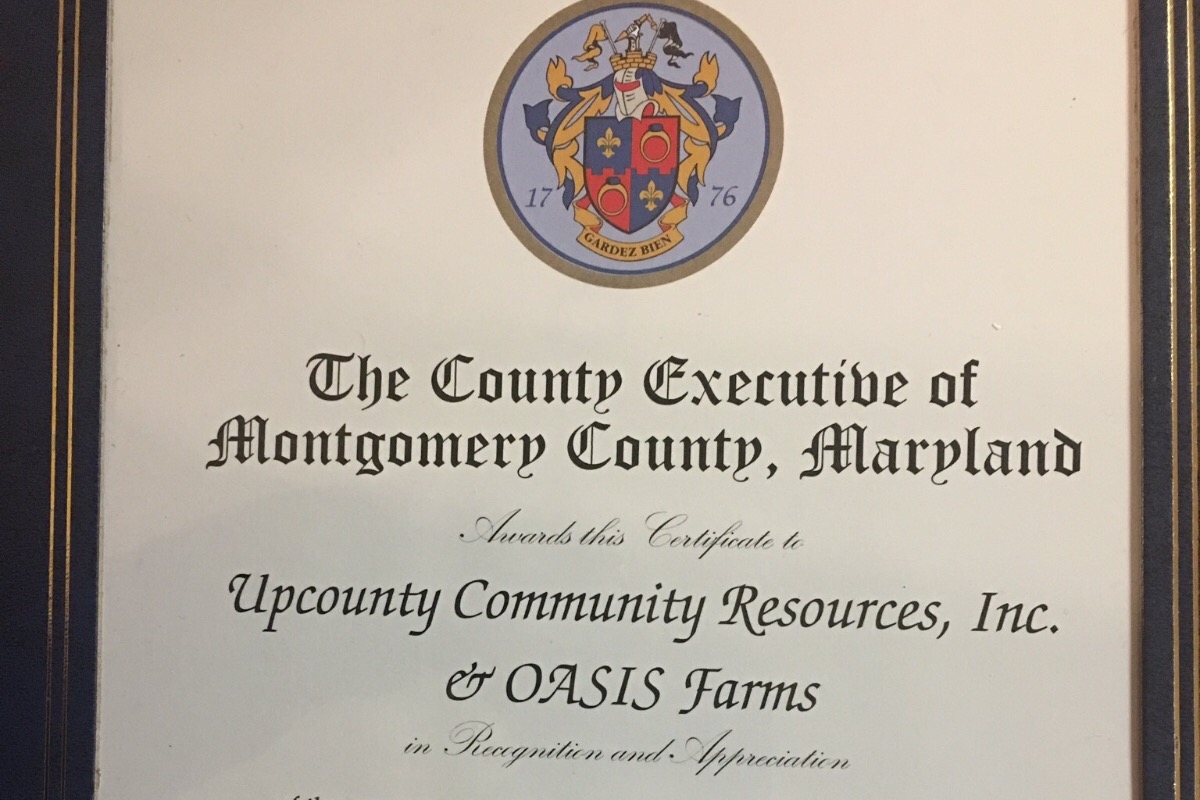 17 76
GARDEZ BIEN
The County Executive of
Montgomery County, Maryland
Awards this Certificate to
Upcounty Community Resources, Inc.
& OASIS Farms
in Recognition and Appreciation